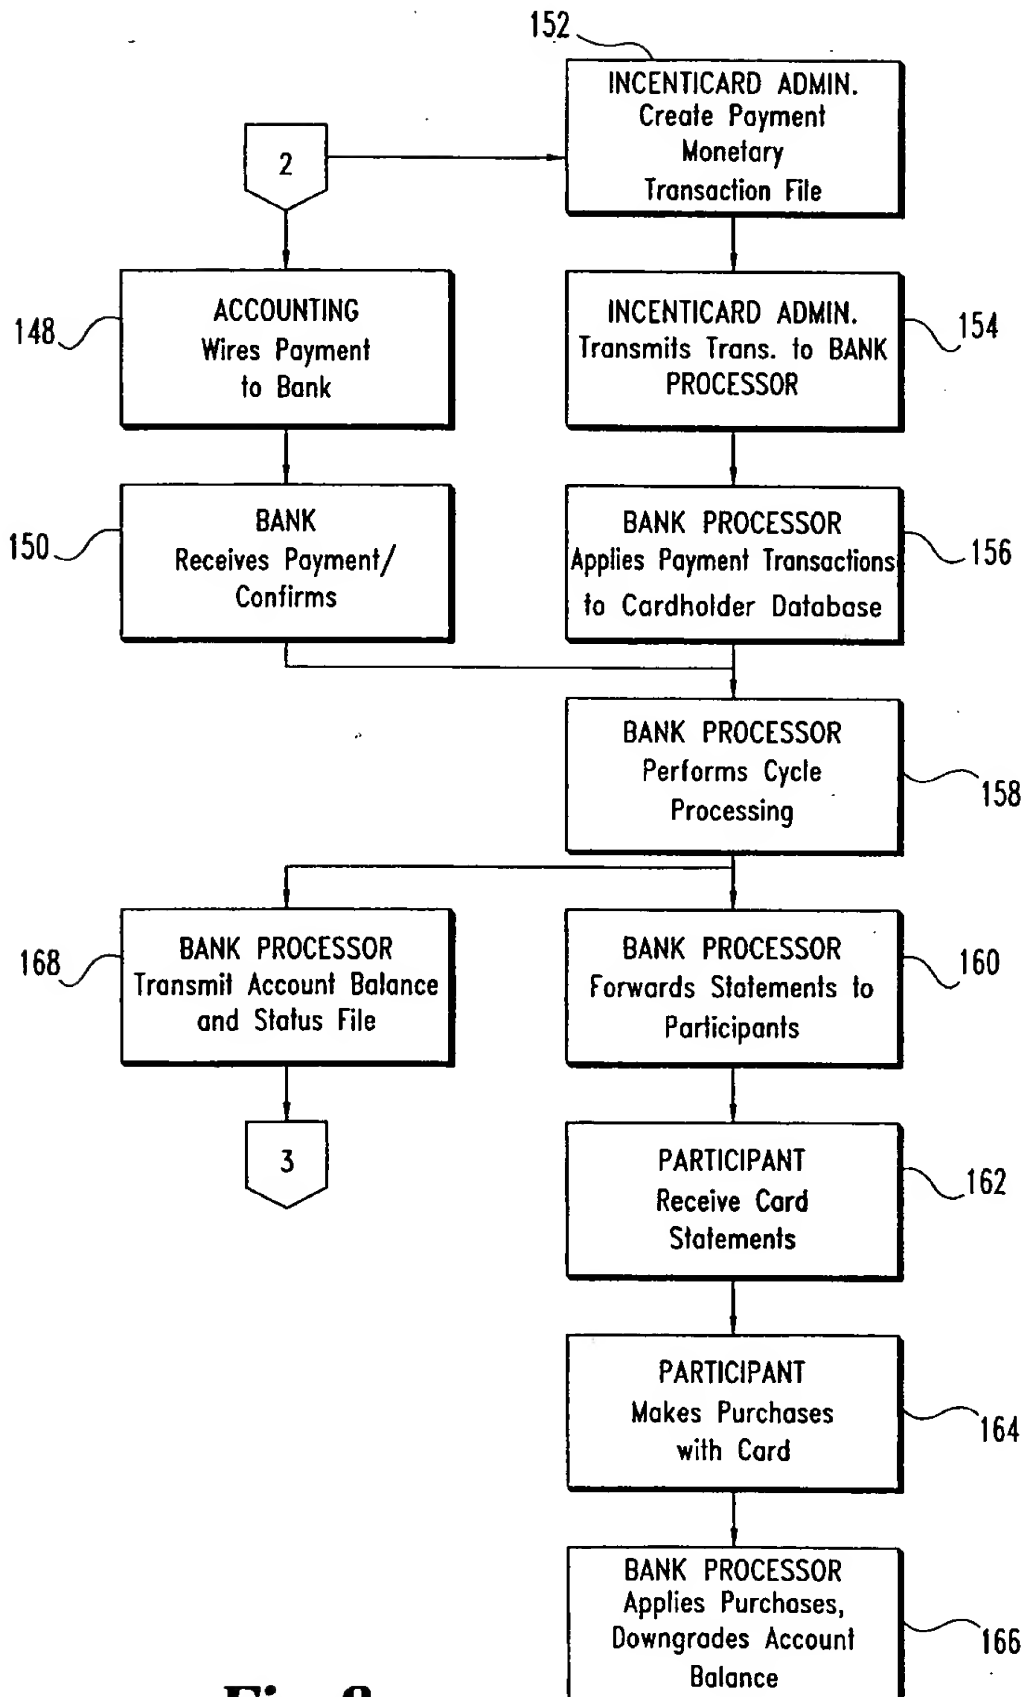 152
INCENTICARD ADMIN.
Create Payment
Monetary
Transaction File
2
148
ACCOUNTING
Wires Payment
to Bank
INCENTICARD ADMIN.
Transmits Trans. to BANK
PROCESSOR
154
150
BANK
Receives Payment/
Confirms
BANK PROCESSOR
Applies Payment Transactions
to Cardholder Database
156
BANK PROCESSOR
Performs Cycle
Processing
158
168
BANK PROCESSOR
Transmit Account Balance
and Status File
BANK PROCESSOR
Forwards Statements to
Participants
160
3
PARTICIPANT
Receive Card
Statements
162
PARTICIPANT
Makes Purchases
with Card
164
BANK PROCESSOR
Applies Purchases,
Downgrades Account
Balance
166